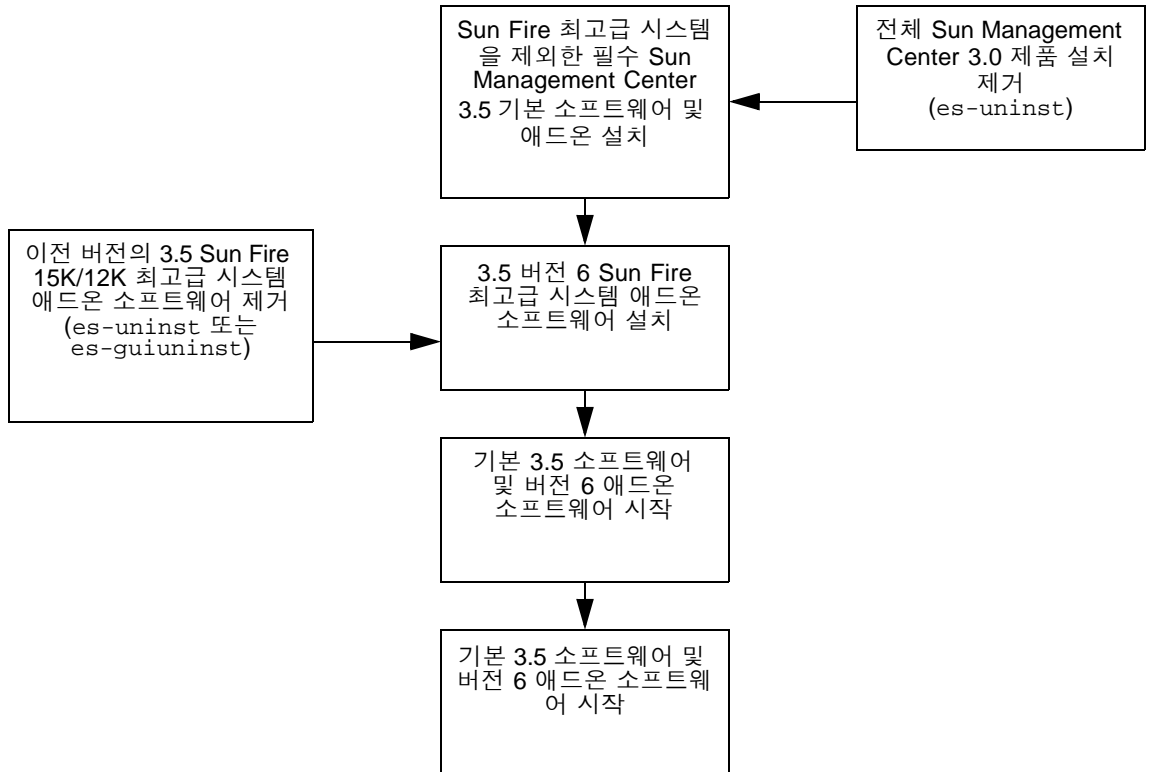 Sun Fire 최고급 시스템
을 제외한 필수 Sun
Management Center
3.5 기본 소프트웨어 및
애드온 설치
전체 Sun Management
Center 3.0 제품 설치
제거
(es-uninst)
이전 버전의 3.5 Sun Fire
15K/12K 최고급 시스템
애드온 소프트웨어 제거
(es-uninst 또는
es-guiuninst)
3.5 버전 6 Sun Fire
최고급 시스템 애드온
소프트웨어 설치
기본 3.5 소프트웨어
및 버전 6 애드온
소프트웨어 시작
기본 3.5 소프트웨어 및
버전 6 애드온 소프트웨
어 시작